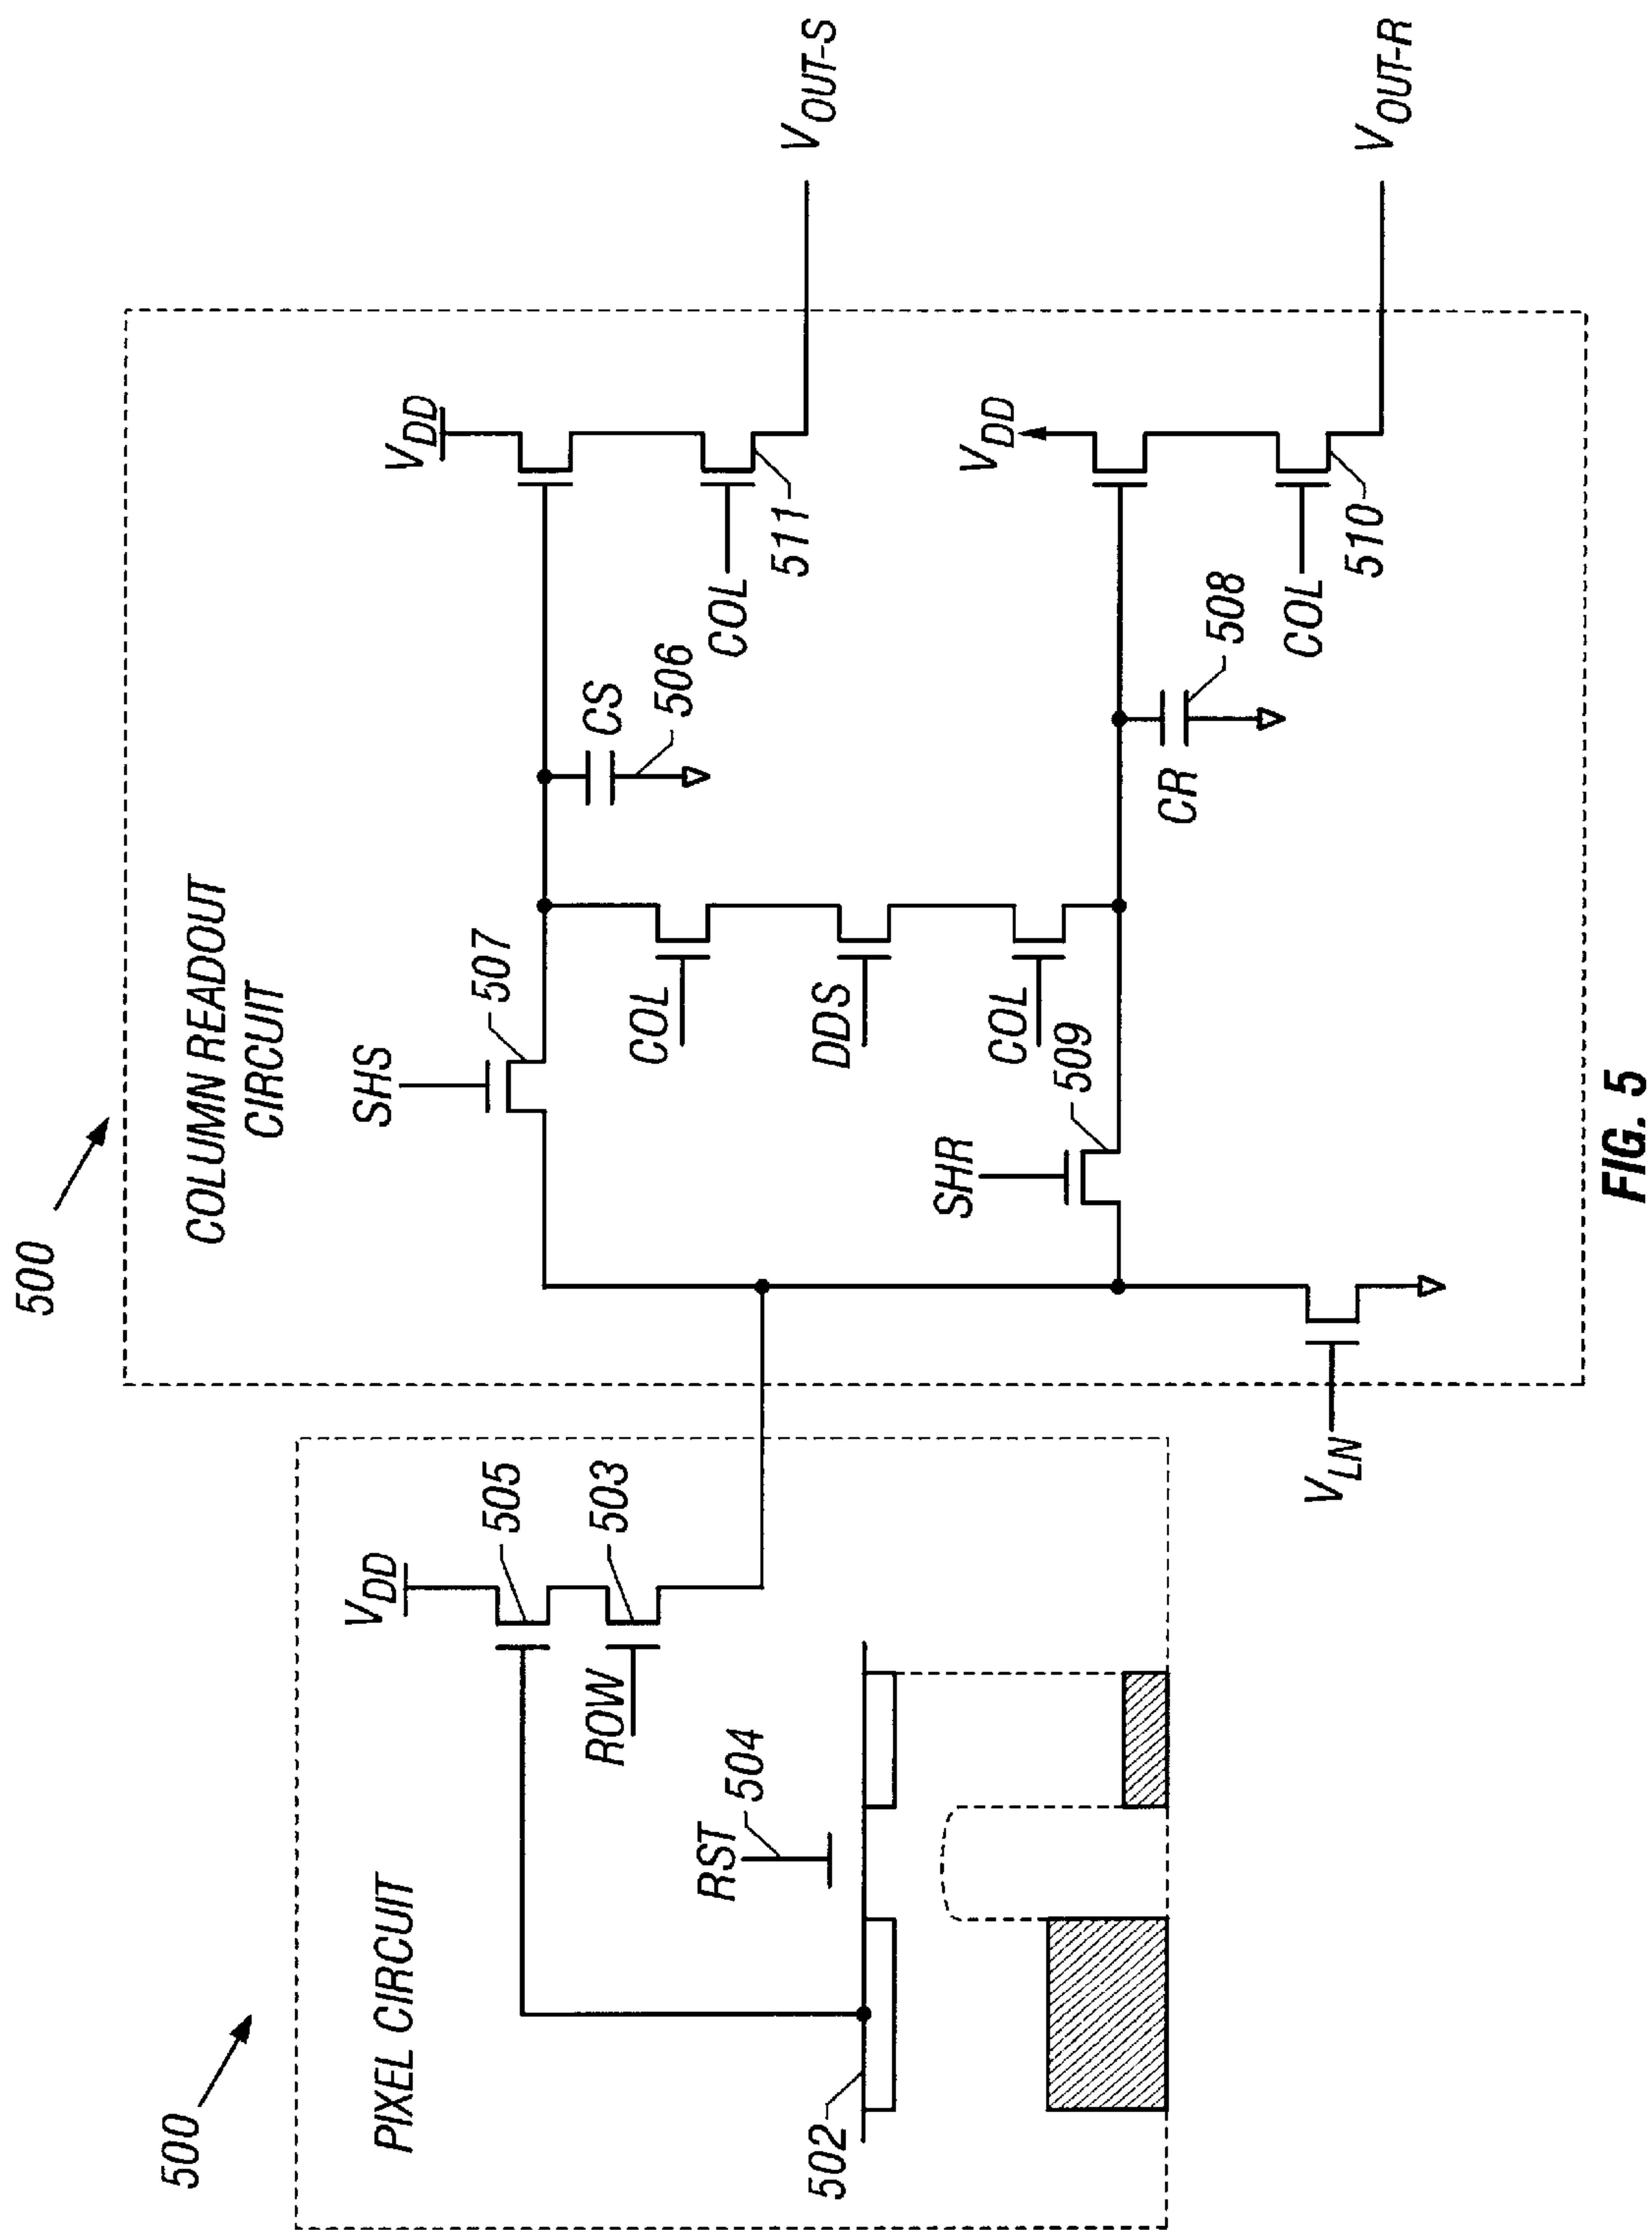 500
COLUMN READOUT
CIRCUIT
500
PIXEL CIRCUIT
VDD
505
503
ROW
RST
504
502
VLN
SHS
507
SHR
509
COL
DDS
COL
CS
506
CR
508
VDD
COL
511
VOUT-S
VDD
COL
510
VOUT-R
FIG. 5